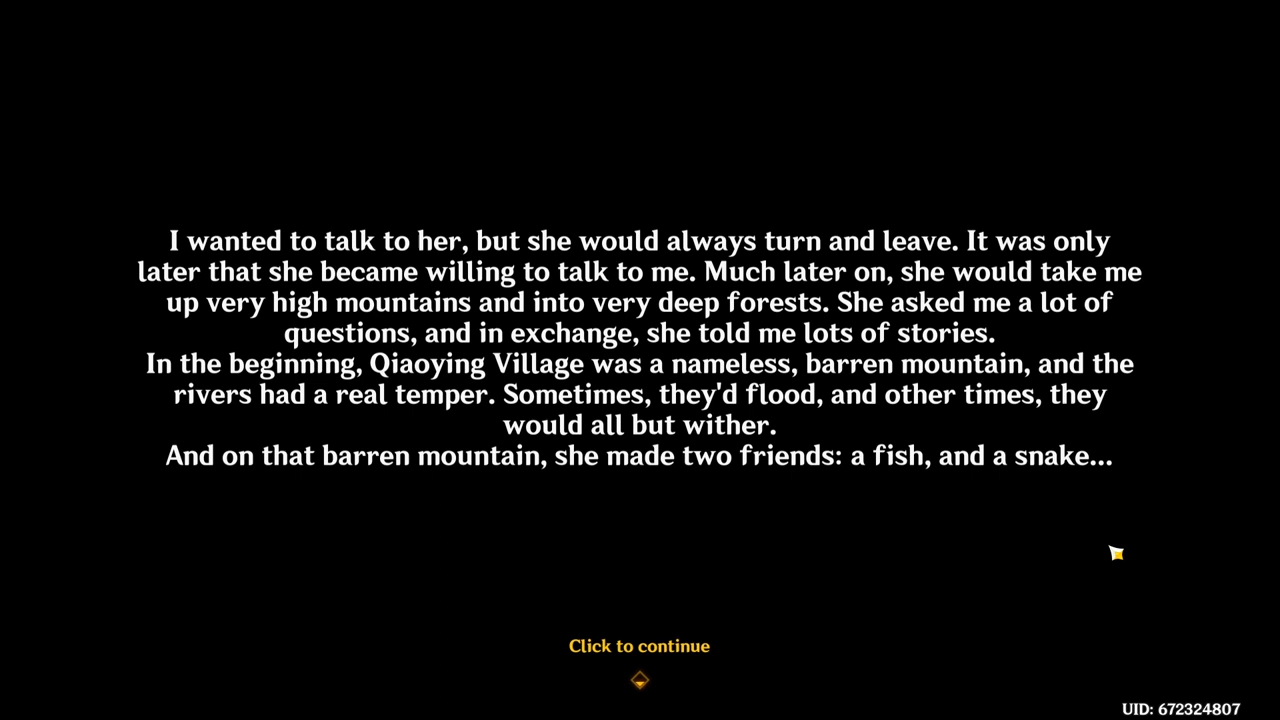 I wanted to talk to her, but she would always turn and leave. It was only
later that she became willing to talk to me. Much later on, she would take me
up very high mountains and into very deep forests. She asked me a lot of
questions, and in exchange, she told me lots of stories.
In the beginning, Qiaoying Village was a nameless, barren mountain, and the
rivers had a real temper. Sometimes, they'd flood, and other times, they
would all but wither.
And on that barren mountain, she made two friends: a fish, and a snake...
Click to continue
UID: 672324807